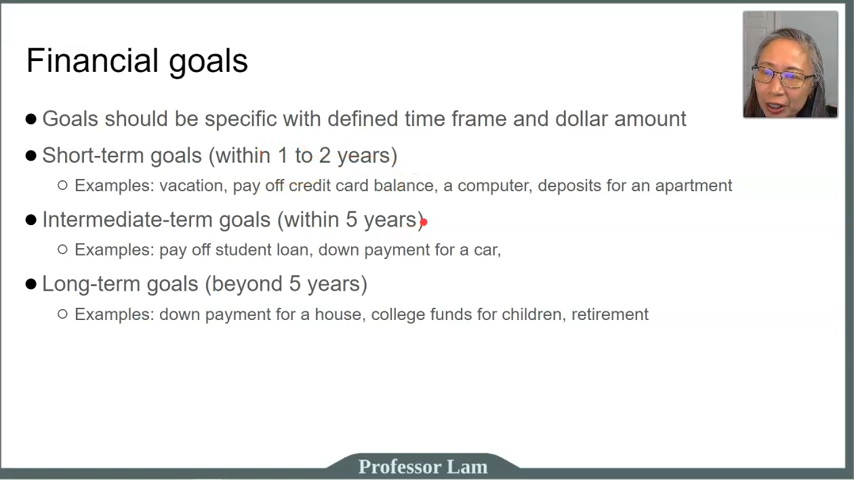 Financial goals
Goals should be specific with defined time frame and dollar amount
Short-term goals (within 1 to 2 years)
Examples: vacation, pay off credit card balance, a computer, deposits for an apartment
Intermediate-term goals (within 5 years)
Examples: pay off student loan, down payment for a car,
Long-term goals (beyond 5 years)
Examples: down payment for a house, college funds for children, retirement
Professor Lam